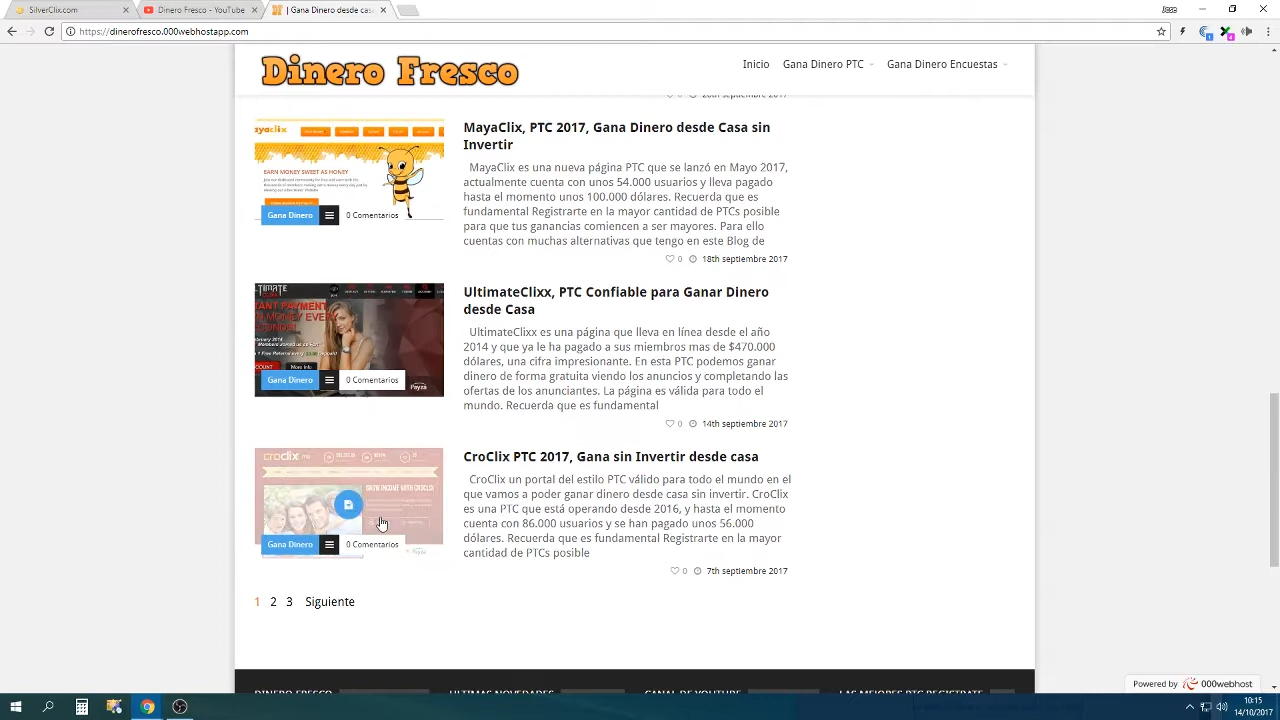 SilverClix.com
Dinero Fresco - YouTube
Gana Dinero desde cas
https://dinerofresco.000webhostapp.com
Dinero Fresco
Inicio
Gana Dinero PTC
Gana Dinero Encuestas
MayaClix, PTC 2017, Gana Dinero desde Casa sin
Invertir
MayaClix es una nueva página PTC que se lanzó en Mayo 2017,
actualmente cuenta con unos 54.000 usuarios y lleva pagado
hasta el momento unos 100.000 dólares. Recuerda que es
fundamental Registrarte en la mayor cantidad de PTCs posible
para que tus ganancias comiencen a ser mayores. Para ello
cuentas con muchas alternativas que tengo en este Blog de
0 18th septiembre 2017
EARN MONEY SWEET AS HONEY
Gana Dinero
0 Comentarios
UltimateClixx, PTC Confiable para Ganar Dinero
desde Casa
UltimateClixx es una página que lleva en línea desde el año
2014 y que ya le ha pagado a sus miembros mas de $470.000
dólares, una cifra impresionante. En esta PTC podemos ganar
dinero de forma gratuita viendo los anuncios y completando las
ofertas de los anunciantes. La página es válida para todo el
mundo. Recuerda que es fundamental
0 14th septiembre 2017
Gana Dinero
0 Comentarios
Payza
CroClix PTC 2017, Gana sin Invertir desde casa
CroClix un portal del estilo PTC válido para todo el mundo en el
que vamos a poder ganar dinero desde casa sin invertir. CroClix
es una PTC que está operando desde 2016, y hasta el momento
cuenta con 86.000 usuarios y se han pagado unos 56.000
dólares. Recuerda que es fundamental Registrarte en la mayor
cantidad de PTCs posible
0 7th septiembre 2017
croclix
Gana Dinero
0 Comentarios
1 2 3 Siguiente
Powered by 000webhost
10:15
14/10/2017